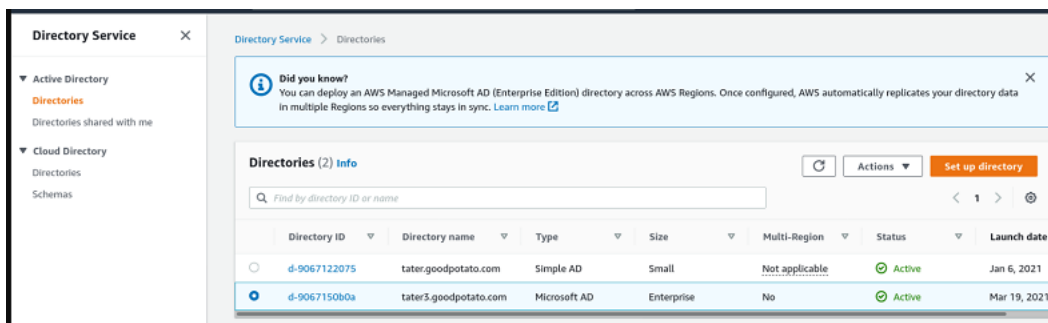 Directory Service
Active Directory
Directories
Directories shared with me
Cloud Directory
Directories
Schemas
Directory Service > Directories
Did you know?
You can deploy an AWS Managed Microsoft AD (Enterprise Edition) directory across AWS Regions. Once configured, AWS automatically replicates your directory data
in multiple Regions so everything stays in sync. Learn more
Directories (2) Info
Actions
Set up directory
Find by directory ID or name
< 1 >
Directory ID Directory name Type Size Multi-Region Status Launch date
d-9067122075 tater.goodpotato.com Simple AD Small Not applicable Active Jan 6, 2021
d-9067150b0a tater3.goodpotato.com Microsoft AD Enterprise No Active Mar 19, 2021